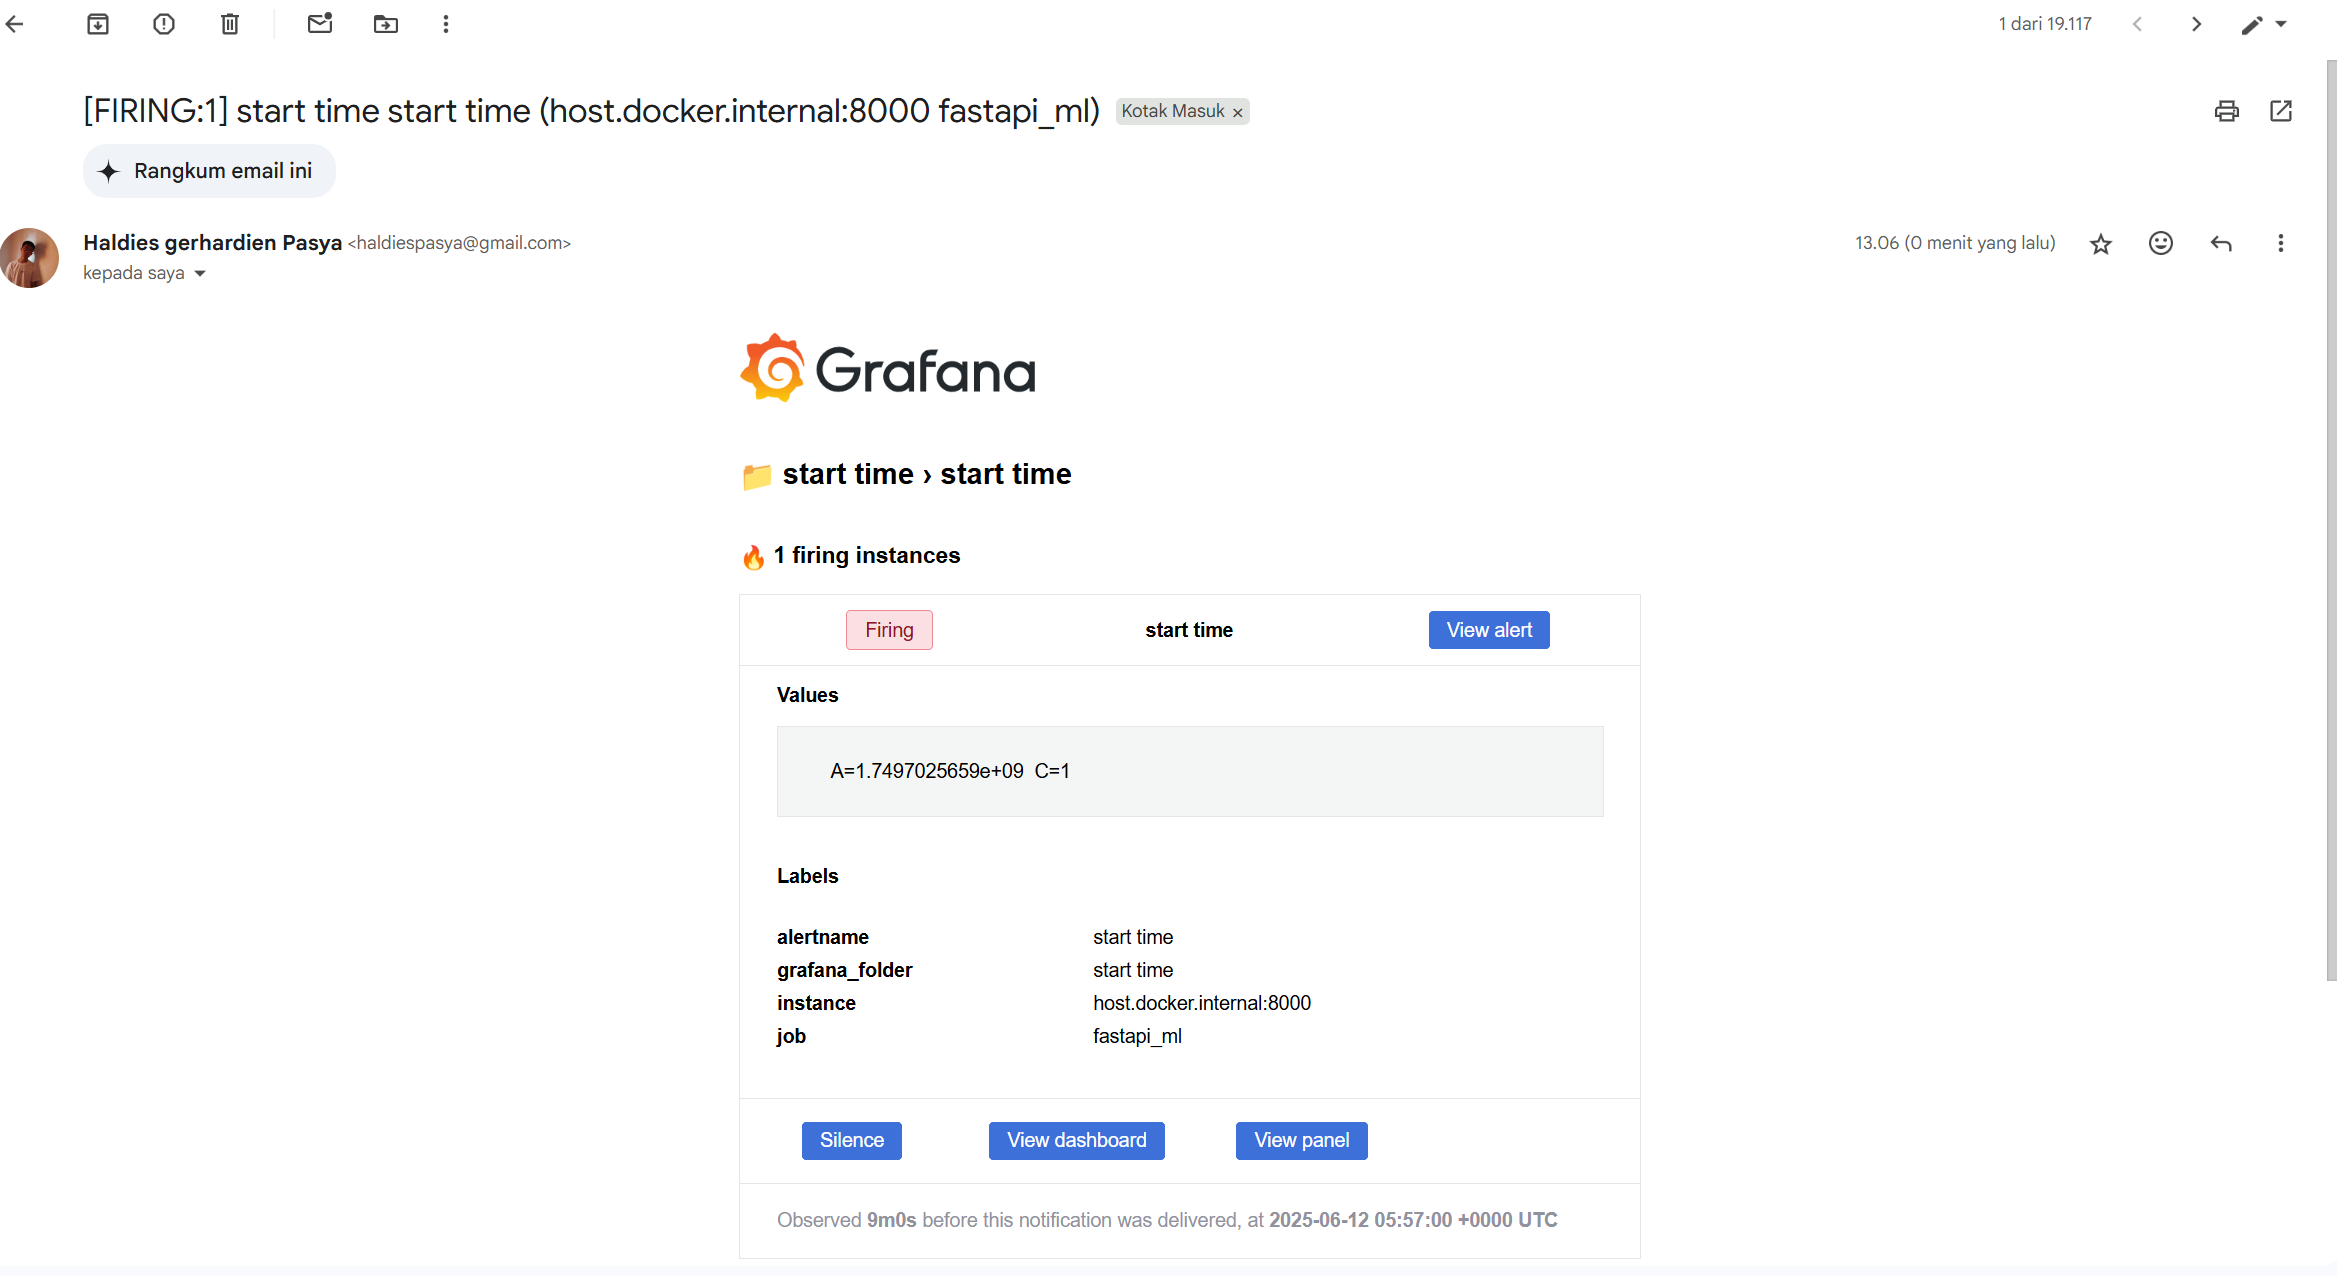 1 dari 19.117
[FIRING:1] start time start time (host.docker.internal:8000 fastapi_ml) Kotak Masuk ×
Rangkum email ini
Haldies gerhardien Pasya <haldiespasya@gmail.com>
13.06 (0 menit yang lalu)
kepada saya
Grafana
start time › start time
1 firing instances
Firing start time View alert
Values
A=1.7497025659e+09 C=1
Labels
alertname start time
grafana_folder start time
instance host.docker.internal:8000
job fastapi_ml
Silence View dashboard View panel
Observed 9m0s before this notification was delivered, at 2025-06-12 05:57:00 +0000 UTC